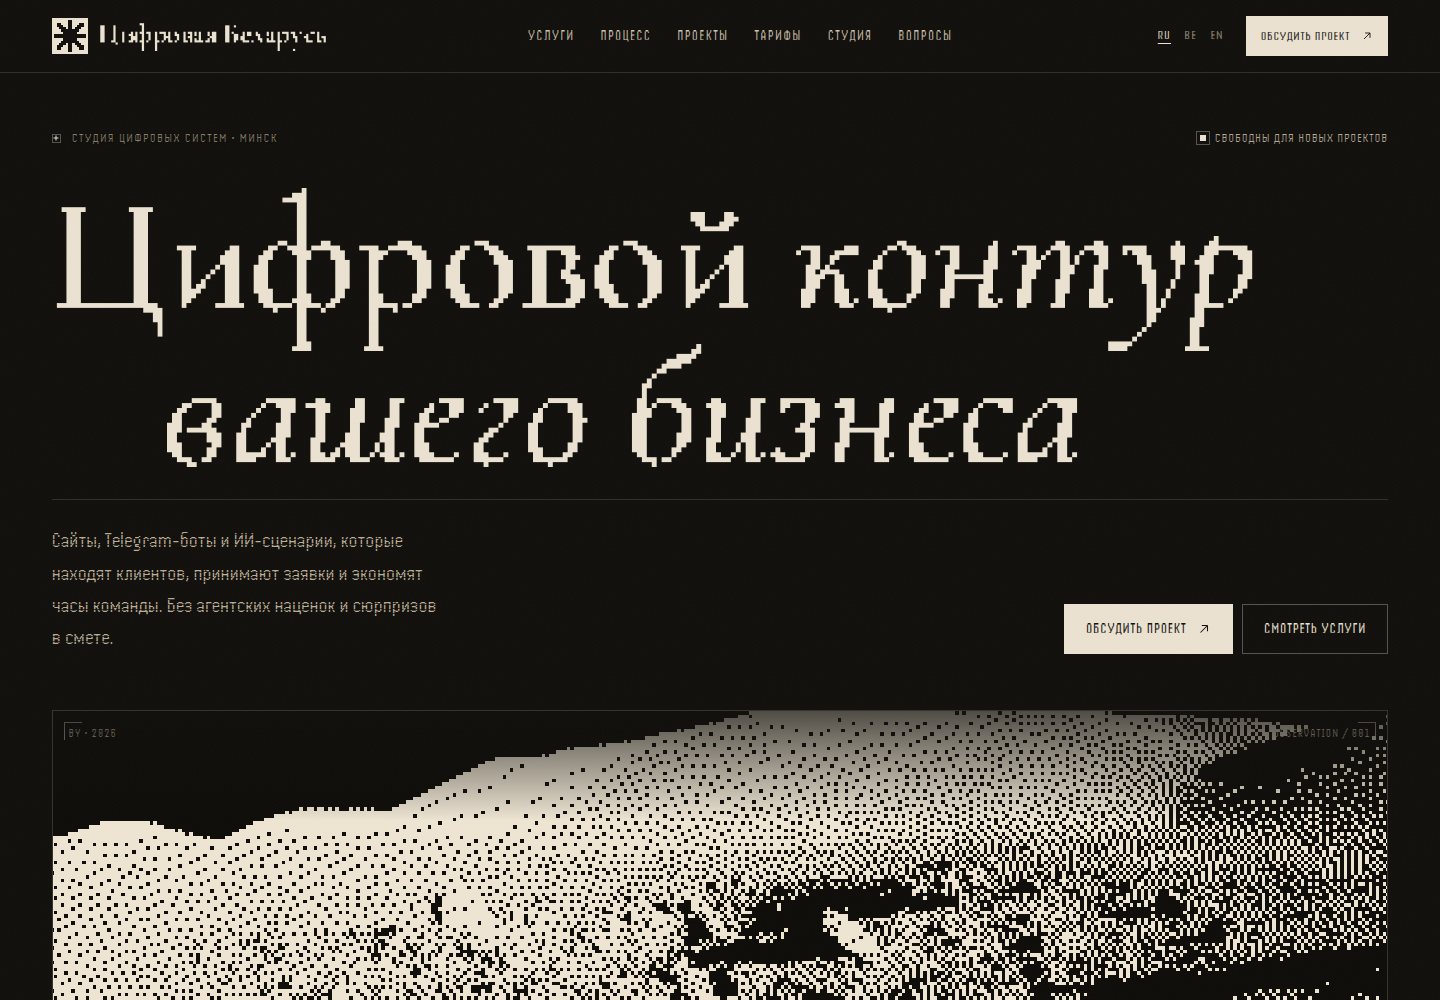 Цифровая Беларусь
УСЛУГИ ПРОЦЕСС ПРОЕКТЫ ТАРИФЫ СТУДИЯ ВОПРОСЫ
RU BE EN
ОБСУДИТЬ ПРОЕКТ
СТУДИЯ ЦИФРОВЫХ СИСТЕМ • МИНСК
СВОБОДНЫ ДЛЯ НОВЫХ ПРОЕКТОВ
Цифровой контур
вашего бизнеса
Сайты, Telegram-боты и ИИ-сценарии, которые
находят клиентов, принимают заявки и экономят
часы команды. Без агентских наценок и сюрпризов
в смете.
ОБСУДИТЬ ПРОЕКТ
СМОТРЕТЬ УСЛУГИ
BY • 2026
/ 001